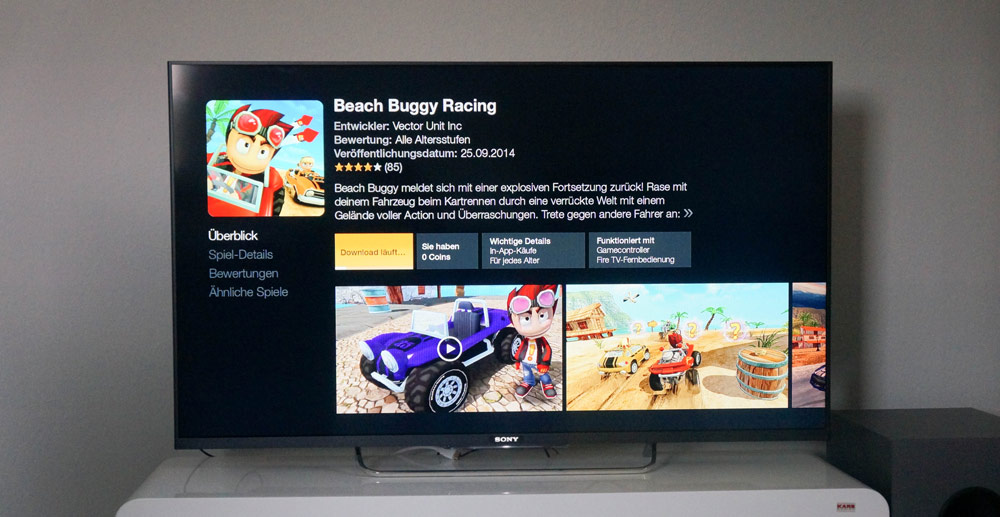 Beach Buggy Racing
Entwickler: Vector Unit Inc
Bewertung: Alle Altersstufen
Veröffentlichungsdatum: 25.09.2014
(85)
Beach Buggy meldet sich mit einer explosiven Fortsetzung zurück! Rase mit
deinem Fahrzeug beim Kartrennen durch eine verrückte Welt mit einem
Gelände voller Action und Überraschungen. Trete gegen andere Fahrer an: »
Überblick
Spiel-Details
Bewertungen
Ähnliche Spiele
Download läuft...
Sie haben
0 Coins
Wichtige Details
In-App-Käufe
Für jedes Alter
Funktioniert mit
Gamecontroller
Fire TV-Fernbedienung
?
?
SONY